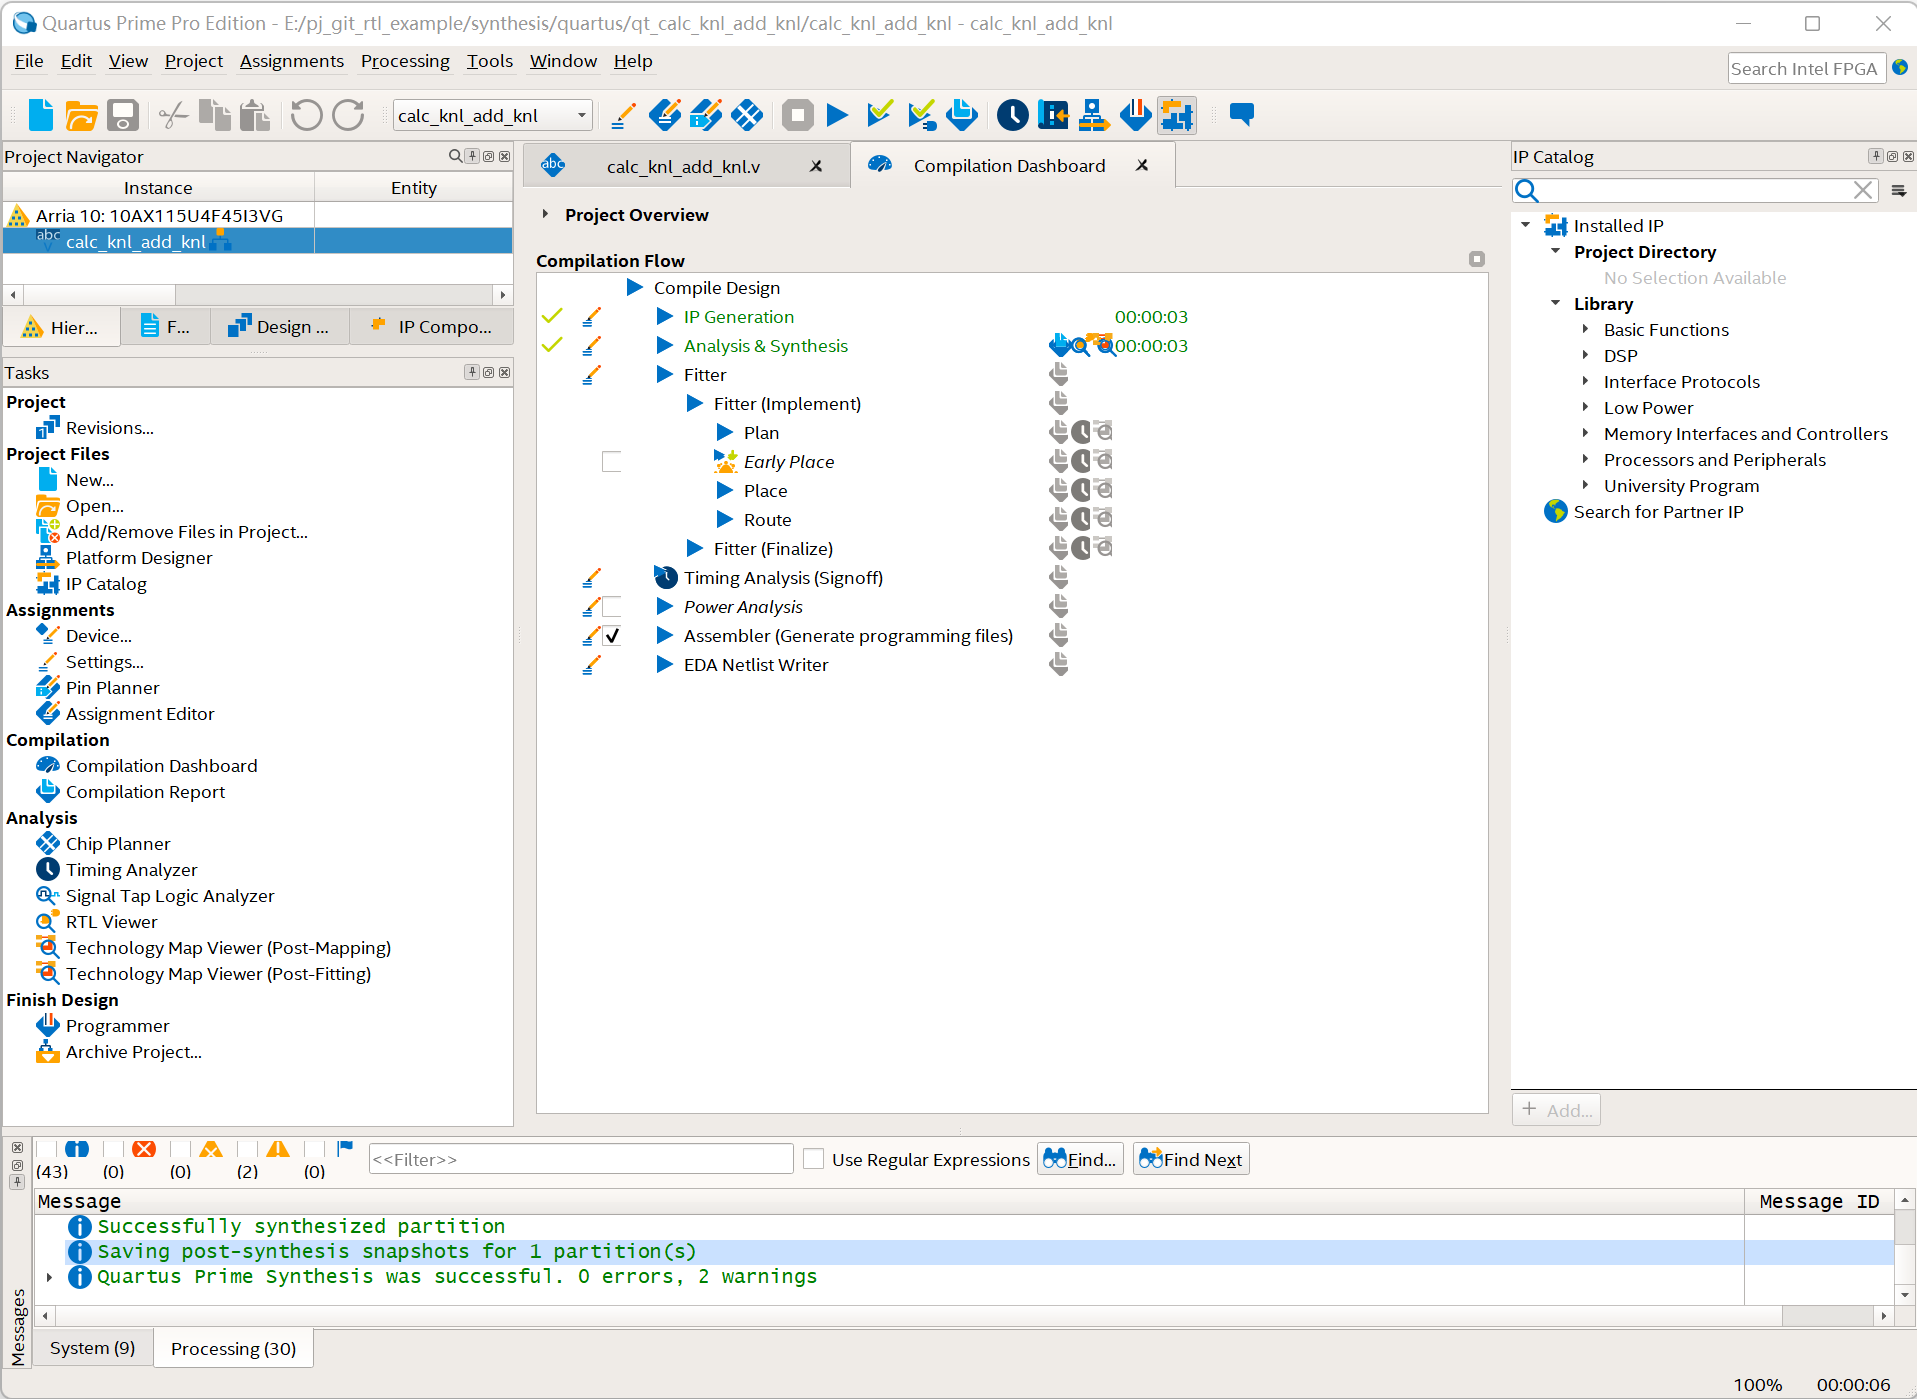 Quartus Prime Pro Edition - E:/pj_git_rtl_example/synthesis/quartus/qt_calc_knl_add_knl/calc_knl_add_knl - calc_knl_add_knl
File Edit View Project Assignments Processing Tools Window Help
Search Intel FPGA
calc_knl_add_knl
Project Navigator
Instance Entity
Arria 10: 10AX115U4F45I3VG
abc calc_knl_add_knl
Hier... F... Design ... IP Compo...
Tasks
Project
Revisions...
Project Files
New...
Open...
Add/Remove Files in Project...
Platform Designer
IP Catalog
Assignments
Device...
Settings...
Pin Planner
Assignment Editor
Compilation
Compilation Dashboard
Compilation Report
Analysis
Chip Planner
Timing Analyzer
Signal Tap Logic Analyzer
RTL Viewer
Technology Map Viewer (Post-Mapping)
Technology Map Viewer (Post-Fitting)
Finish Design
Programmer
Archive Project...
abc calc_knl_add_knl.v Compilation Dashboard
Project Overview
Compilation Flow
Compile Design
IP Generation 00:00:03
Analysis & Synthesis 00:00:03
Fitter
Fitter (Implement)
Plan
Early Place
Place
Route
Fitter (Finalize)
Timing Analysis (Signoff)
Power Analysis
Assembler (Generate programming files)
EDA Netlist Writer
IP Catalog
Installed IP
Project Directory
No Selection Available
Library
Basic Functions
DSP
Interface Protocols
Low Power
Memory Interfaces and Controllers
Processors and Peripherals
University Program
Search for Partner IP
+ Add...
(43) (0) (0) (2) (0) <<Filter>> Use Regular Expressions Find... Find Next
Message Message ID
Successfully synthesized partition
Saving post-synthesis snapshots for 1 partition(s)
Quartus Prime Synthesis was successful. 0 errors, 2 warnings
Messages
System (9) Processing (30)
100% 00:00:06